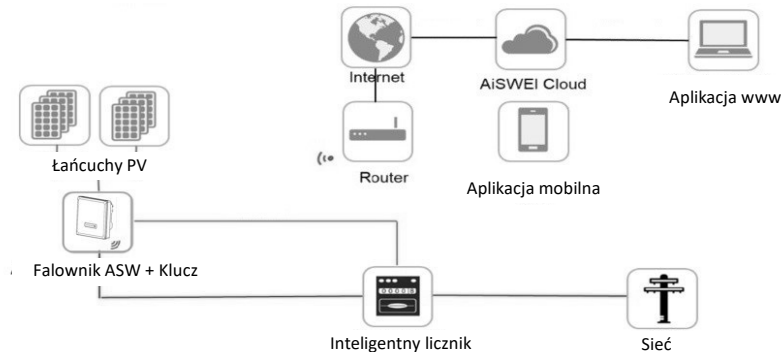 Internet
AiSWEI Cloud
Aplikacja www
Łańcuchy PV
Router
Aplikacja mobilna
Falownik ASW + Klucz
Inteligentny licznik
Sieć